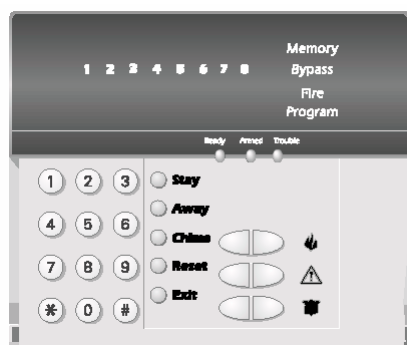 Memory
1 2 3 4 5 6 7 8 Bypass
Fire
Program
Ready Armed Trouble
1 2 3 Stay
Away
4 5 6
Chime
7 8 9 Reset
Exit
* 0 #